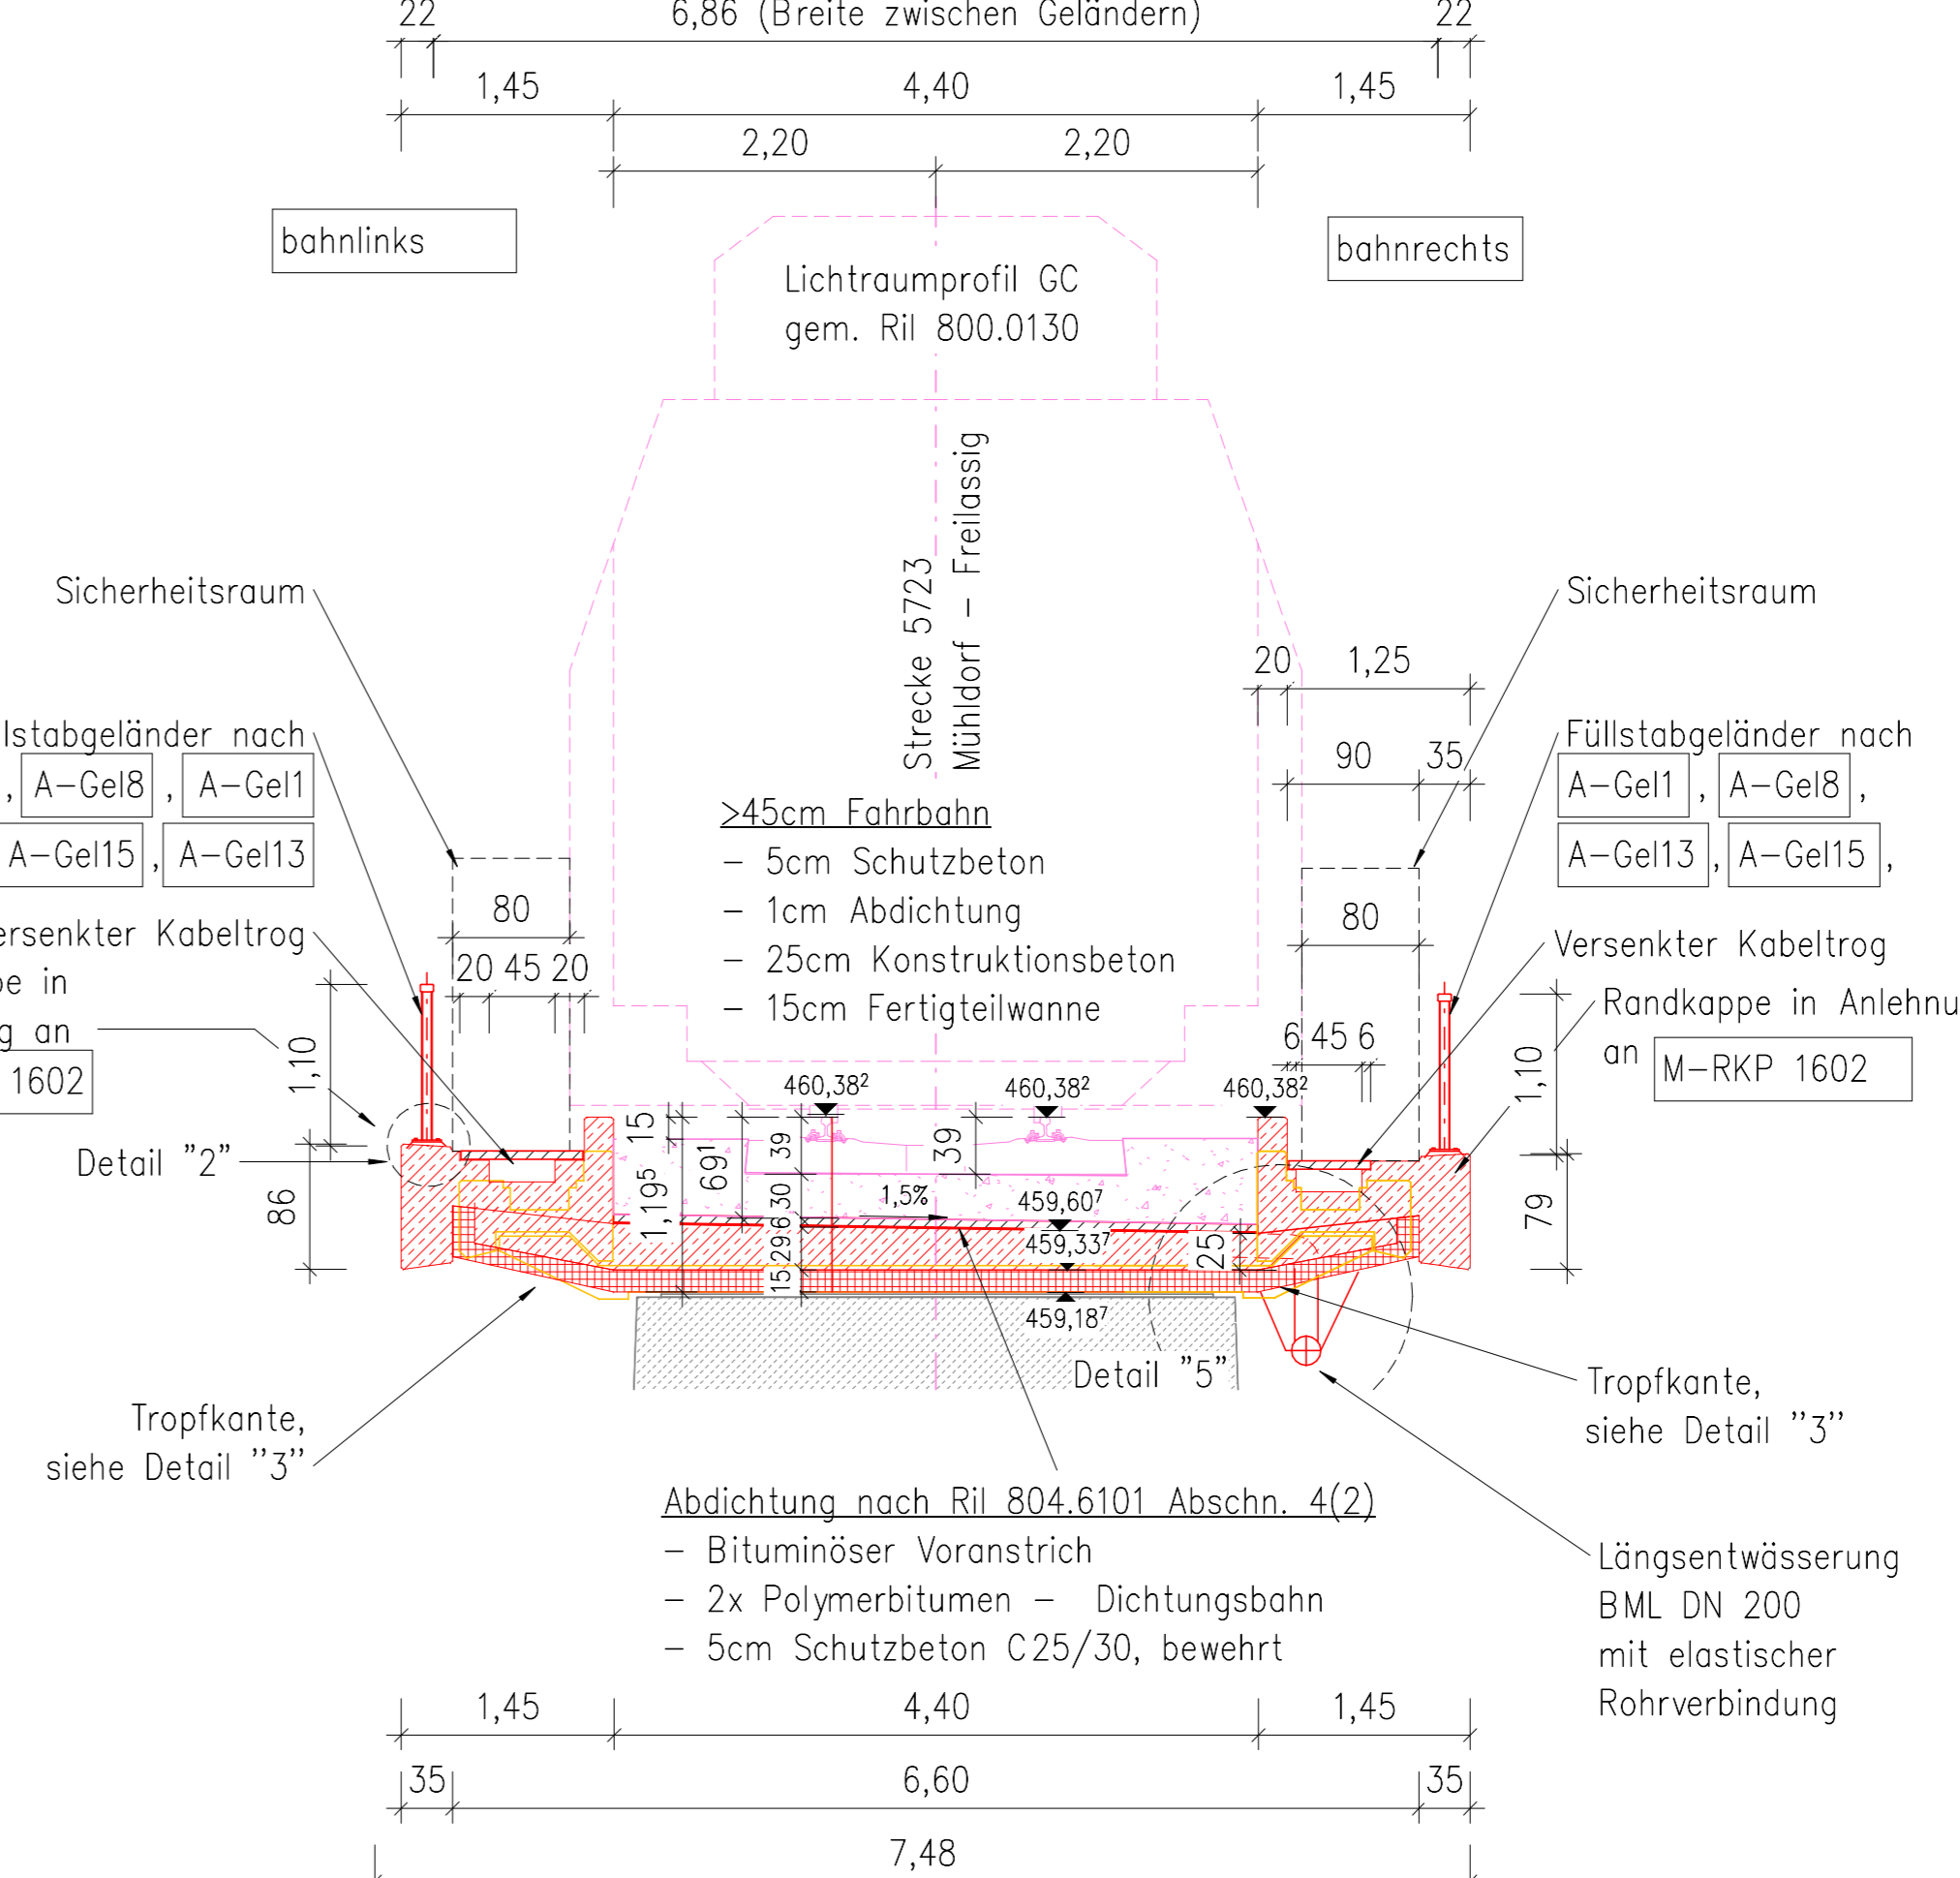 22 6,86 (Breite zwischen Geländern) 22
1,45 4,40 1,45
2,20 2,20
bahnlinks
bahnrechts
Lichtraumprofil GC
gem. Ril 800.0130
Strecke 5723
Mühldorf – Freilassig
Sicherheitsraum
Sicherheitsraum
20 1,25
90 35
lstabgeländer nach
, A–Gel8 , A–Gel1
A–Gel15 , A–Gel13
Füllstabgeländer nach
A–Gel1 , A–Gel8 ,
A–Gel13 , A–Gel15 ,
>45cm Fahrbahn
– 5cm Schutzbeton
– 1cm Abdichtung
– 25cm Konstruktionsbeton
– 15cm Fertigteilwanne
80
20 45 20
80
6 45 6
ersenkter Kabeltrog
e in
g an
1602
Versenkter Kabeltrog
Randkappe in Anlehnu
an M–RKP 1602
1,10
1,10
460,38² 460,38² 460,38²
15
39
39
69¹
1,19⁵
30
6
29
15
1,5%
459,60⁷
459,33⁷
25
459,18⁷
86
79
Detail "2"
Detail "5"
Tropfkante,
siehe Detail "3"
Tropfkante,
siehe Detail "3"
Abdichtung nach Ril 804.6101 Abschn. 4(2)
– Bituminöser Voranstrich
– 2x Polymerbitumen – Dichtungsbahn
– 5cm Schutzbeton C25/30, bewehrt
Längsentwässerung
BML DN 200
mit elastischer
Rohrverbindung
1,45 4,40 1,45
35 6,60 35
7,48